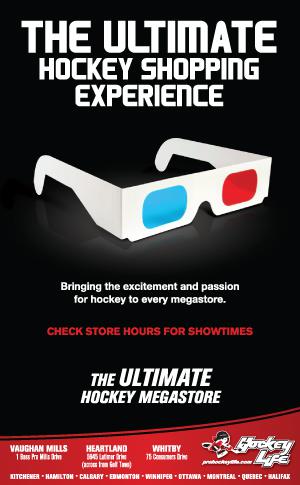 THE ULTIMATE
HOCKEY SHOPPING
EXPERIENCE
Bringing the excitement and passion
for hockey to every megastore.
CHECK STORE HOURS FOR SHOWTIMES
THE ULTIMATE
HOCKEY MEGASTORE
VAUGHAN MILLS
1 Bass Pro Mills Drive
HEARTLAND
5945 Latimer Drive
(across from Golf Town)
WHITBY
75 Consumers Drive
Hockey
Life
prohockeylife.com
KITCHENER • HAMILTON • CALGARY • EDMONTON • WINNIPEG • OTTAWA • MONTREAL • QUEBEC • HALIFAX